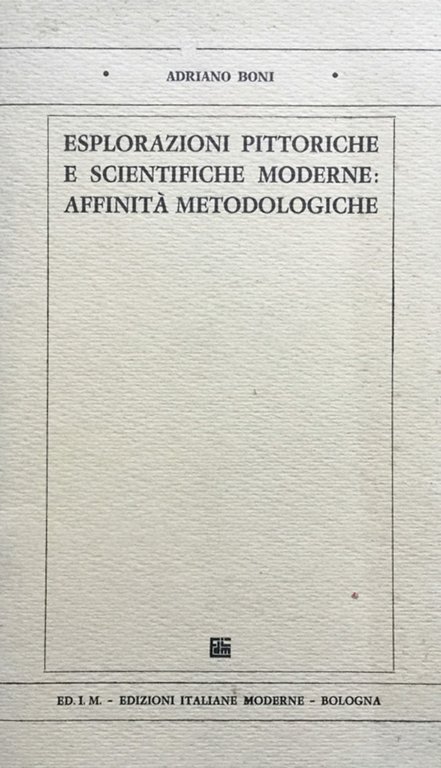 ADRIANO BONI
ESPLORAZIONI PITTORICHE
E SCIENTIFICHE MODERNE:
AFFINITÀ METODOLOGICHE
ED. I. M. - EDIZIONI ITALIANE MODERNE - BOLOGNA